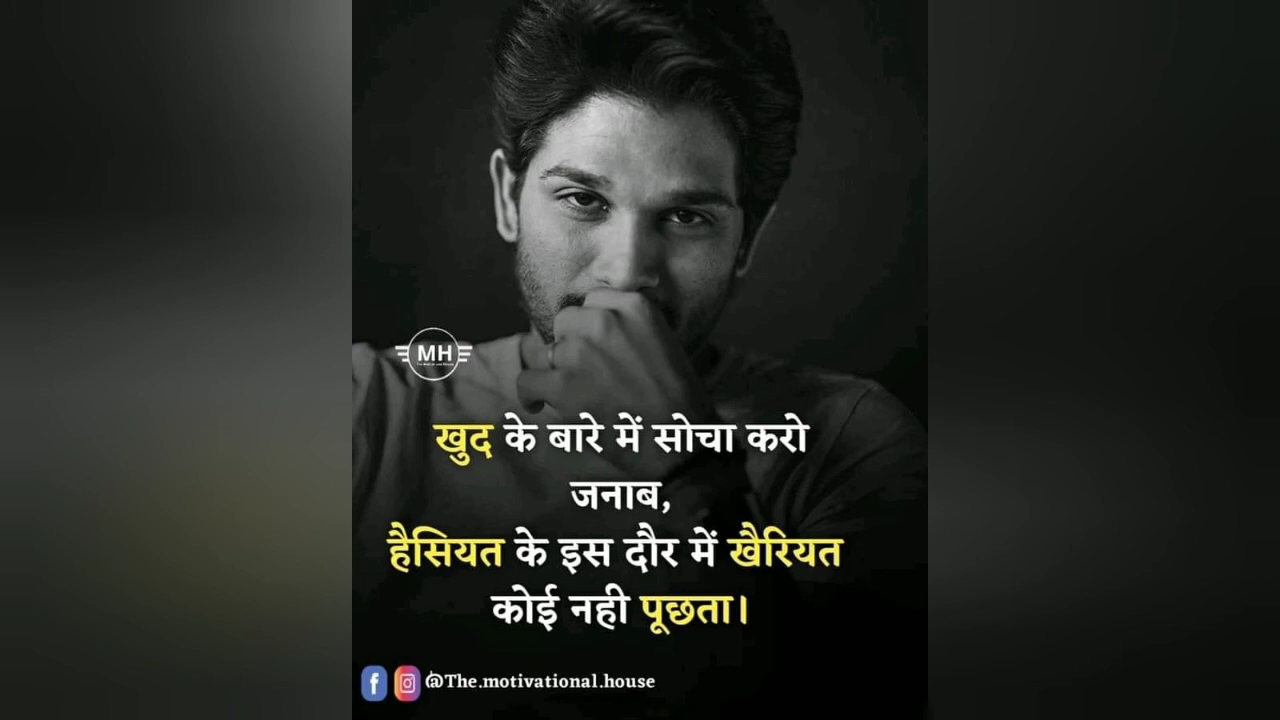 MH
खुद के बारे में सोचा करो
जनाब,
हैसियत के इस दौर में खैरियत
कोई नही पूछता।
@The.motivational.house